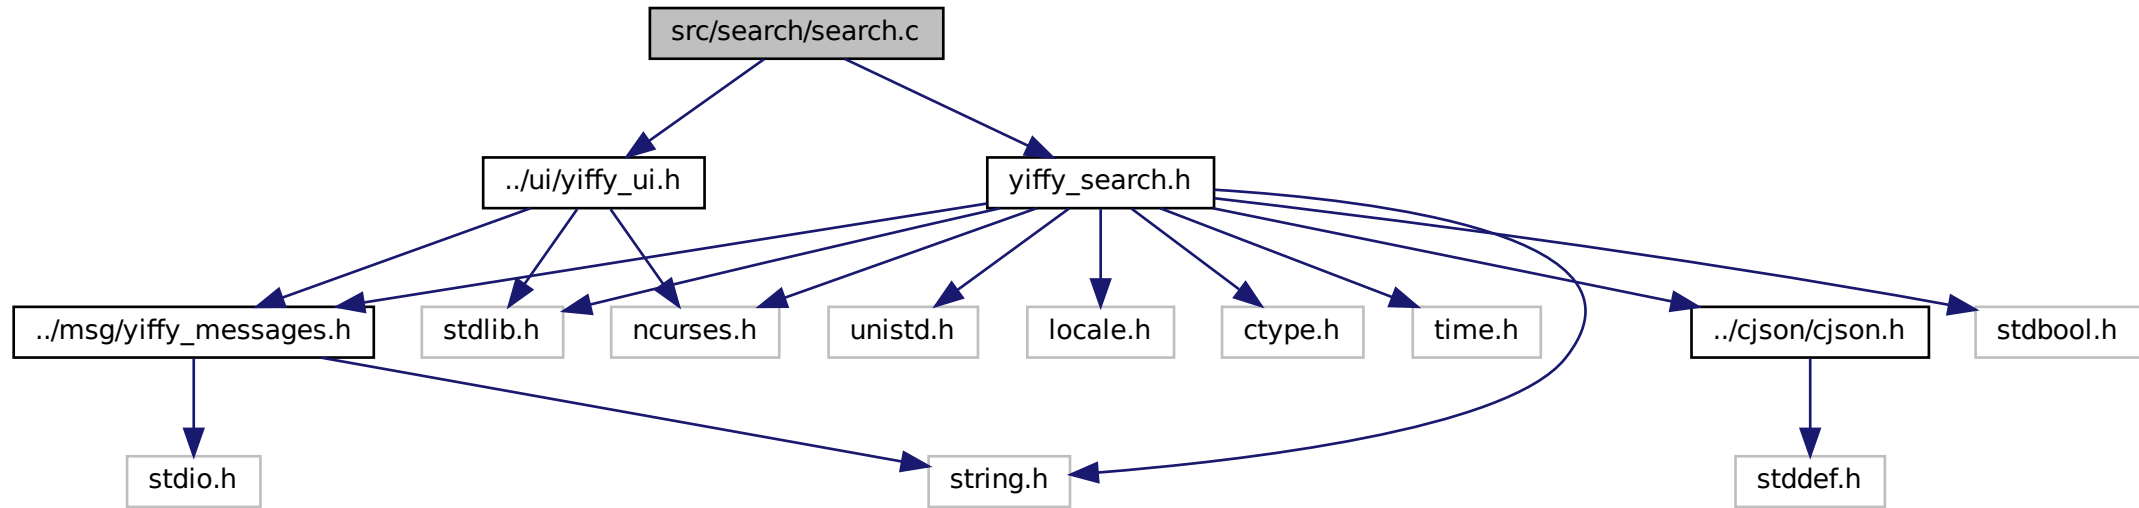 src/search/search.c
../ui/yiffy_ui.h
yiffy_search.h
../msg/yiffy_messages.h
stdlib.h
ncurses.h
unistd.h
locale.h
ctype.h
time.h
../cjson/cjson.h
stdbool.h
stdio.h
string.h
stddef.h